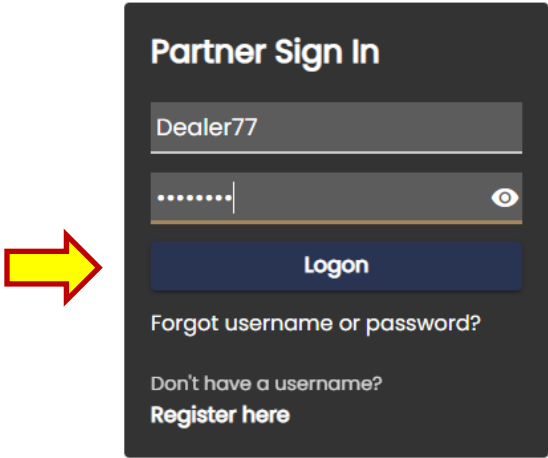 Partner Sign In
Dealer77
••••••••
Logon
Forgot username or password?
Don't have a username?
Register here